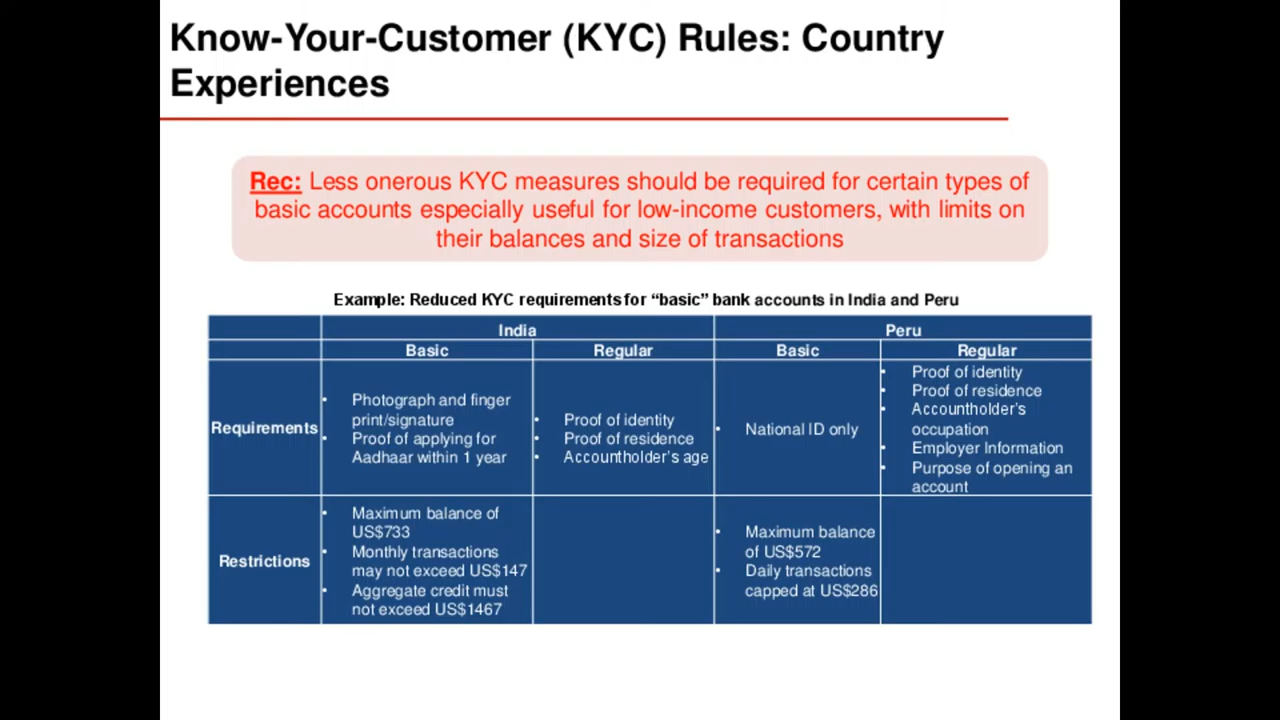 Know-Your-Customer (KYC) Rules: Country
Experiences
Rec: Less onerous KYC measures should be required for certain types of
basic accounts especially useful for low-income customers, with limits on
their balances and size of transactions
Example: Reduced KYC requirements for “basic” bank accounts in India and Peru
India
Peru
Basic
Regular
Basic
Regular
Requirements
• Photograph and finger
print/signature
• Proof of applying for
Aadhaar within 1 year
• Proof of identity
• Proof of residence
• Accountholder’s age
• National ID only
• Proof of identity
• Proof of residence
• Accountholder’s
occupation
• Employer Information
• Purpose of opening an
account
Restrictions
• Maximum balance of
US$733
• Monthly transactions
may not exceed US$147
• Aggregate credit must
not exceed US$1467
• Maximum balance
of US$572
• Daily transactions
capped at US$286